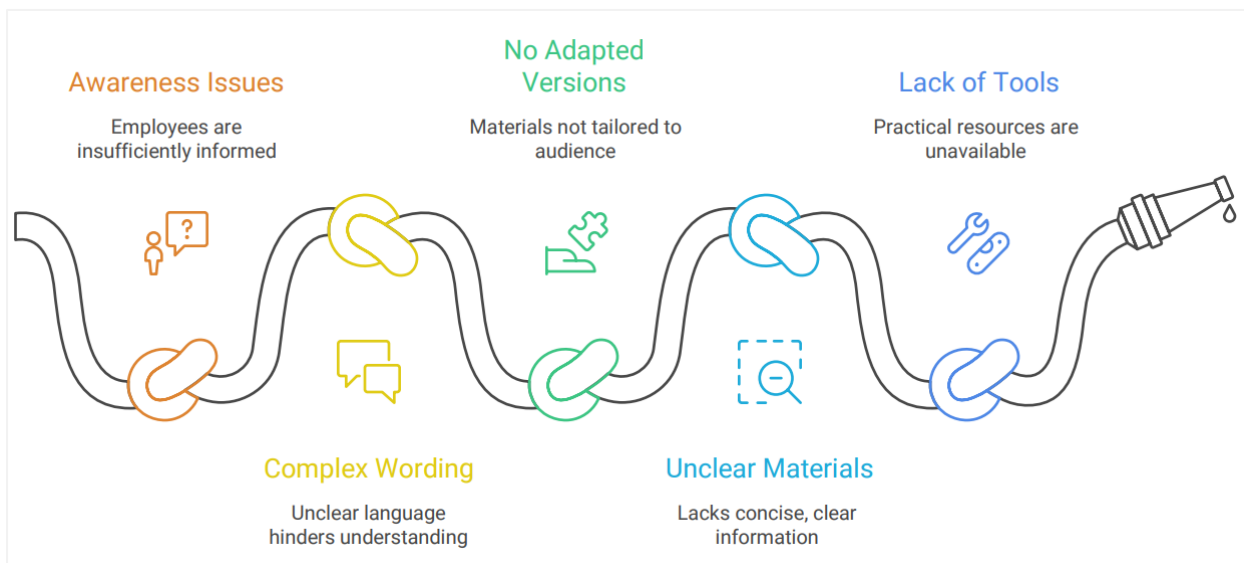 Awareness Issues
Employees are
insufficiently informed
?
Complex Wording
Unclear language
hinders understanding
No Adapted
Versions
Materials not tailored to
audience
Unclear Materials
Lacks concise, clear
information
Lack of Tools
Practical resources are
unavailable